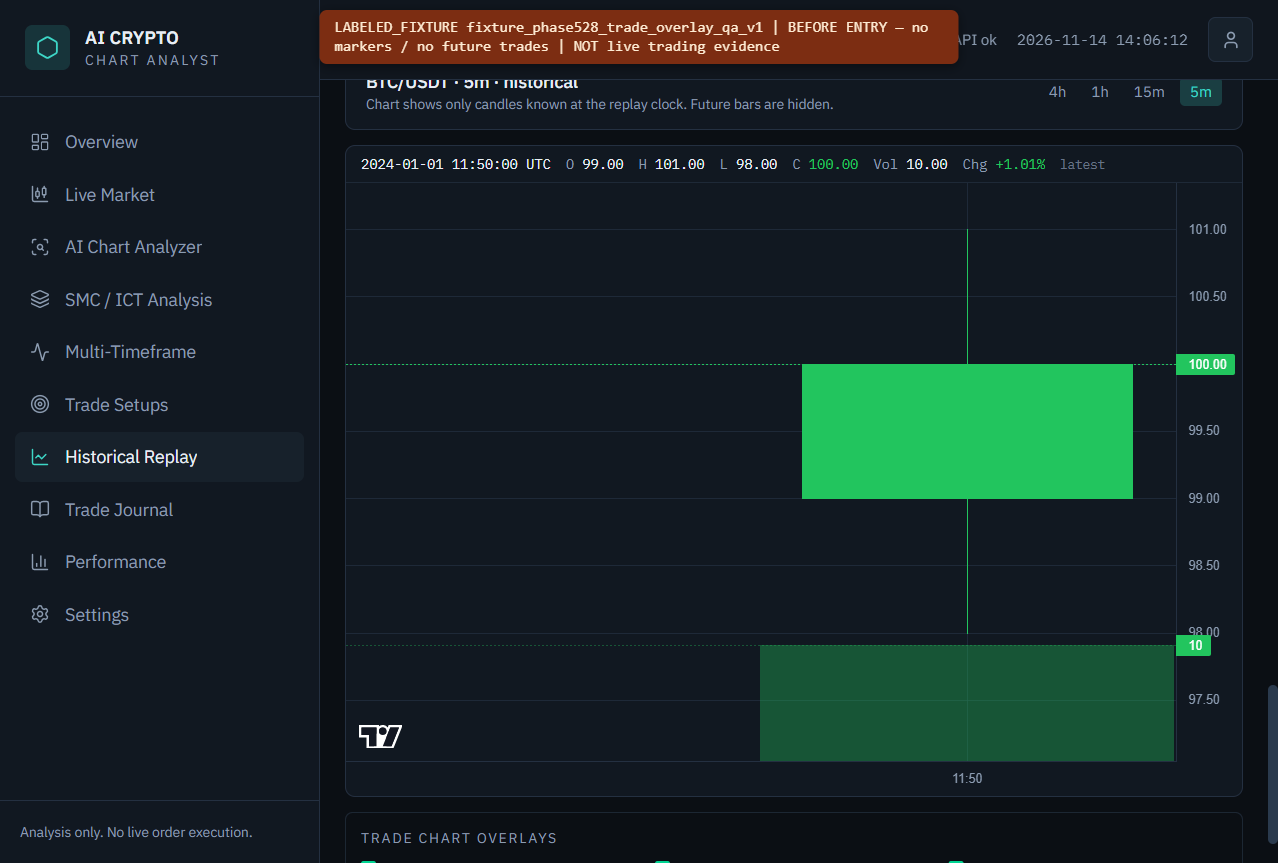 AI CRYPTO
CHART ANALYST
LABELED_FIXTURE fixture_phase528_trade_overlay_qa_v1 | BEFORE ENTRY — no
markers / no future trades | NOT live trading evidence
API ok 2026-11-14 14:06:12
Overview
Live Market
AI Chart Analyzer
SMC / ICT Analysis
Multi-Timeframe
Trade Setups
Historical Replay
Trade Journal
Performance
Settings
Analysis only. No live order execution.
BTC/USDT · 5m · historical
Chart shows only candles known at the replay clock. Future bars are hidden.
4h 1h 15m 5m
2024-01-01 11:50:00 UTC O 99.00 H 101.00 L 98.00 C 100.00 Vol 10.00 Chg +1.01% latest
101.00
100.50
100.00
99.50
99.00
98.50
98.00
10
97.50
11:50
TRADE CHART OVERLAYS